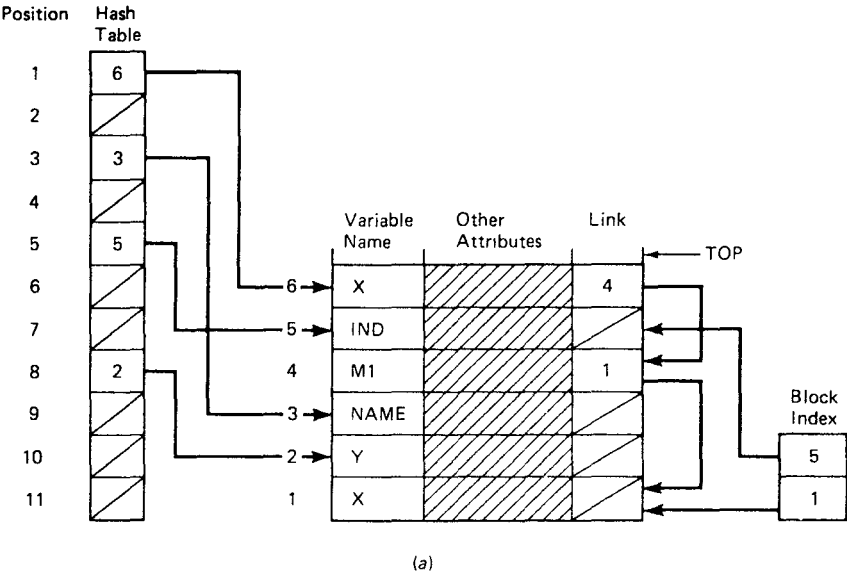 Position Hash
Table
1 6
2
3 3
4
Variable Other Link
Name Attributes
5 5 TOP
6 6 X 4
7 5 IND
8 2 4 M1 1
Block
Index
9 3 NAME
10 2 Y 5
11 1 X 1
(a)